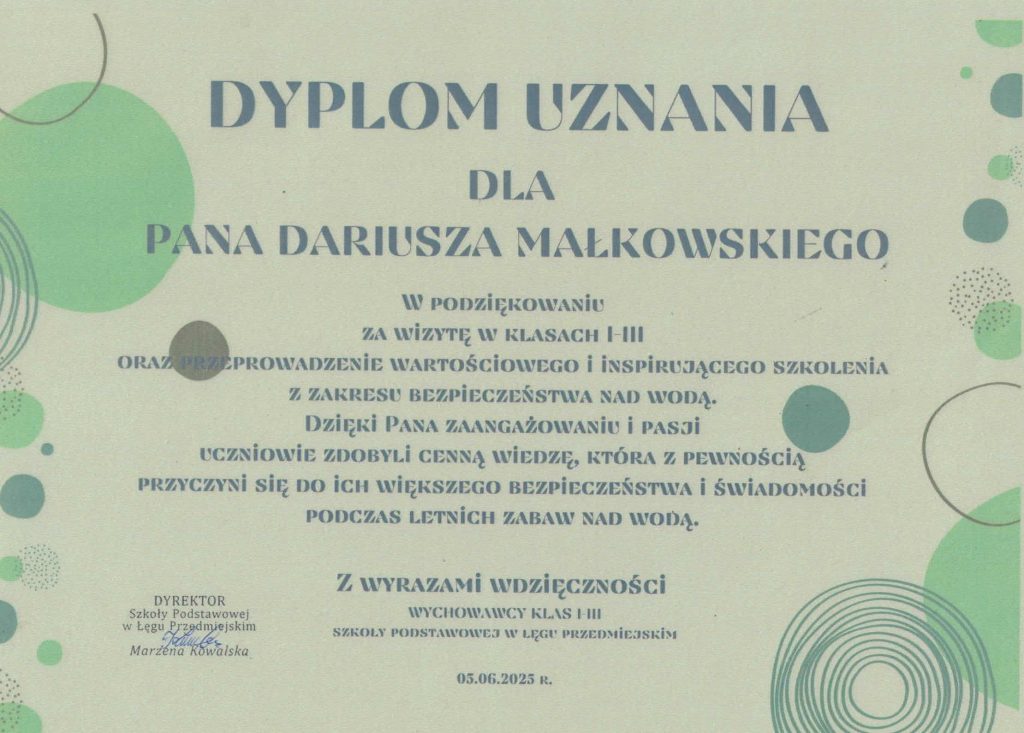 DYPLOM UZNANIA
DLA
PANA DARIUSZA MAŁKOWSKIEGO
W PODZIĘKOWANIU
ZA WIZYTĘ W KLASACH I-III
ORAZ PRZEPROWADZENIE WARTOŚCIOWEGO I INSPIRUJĄCEGO SZKOLENIA
Z ZAKRESU BEZPIECZEŃSTWA NAD WODĄ.
DZIĘKI PANA ZAANGAŻOWANIU I PASJI
UCZNIOWIE ZDOBYLI CENNĄ WIEDZĘ, KTÓRA Z PEWNOŚCIĄ
PRZYCZYNI SIĘ DO ICH WIĘKSZEGO BEZPIECZEŃSTWA I ŚWIADOMOŚCI
PODCZAS LETNICH ZABAW NAD WODĄ.
Z WYRAZAMI WDZIĘCZNOŚCI
WYCHOWAWCY KLAS I-III
SZKOŁY PODSTAWOWEJ W ŁĘGU PRZEDMIEJSKIM
05.06.2025 R.
DYREKTOR
Szkoły Podstawowej
w Łęgu Przedmiejskim
Marzena Kowalska